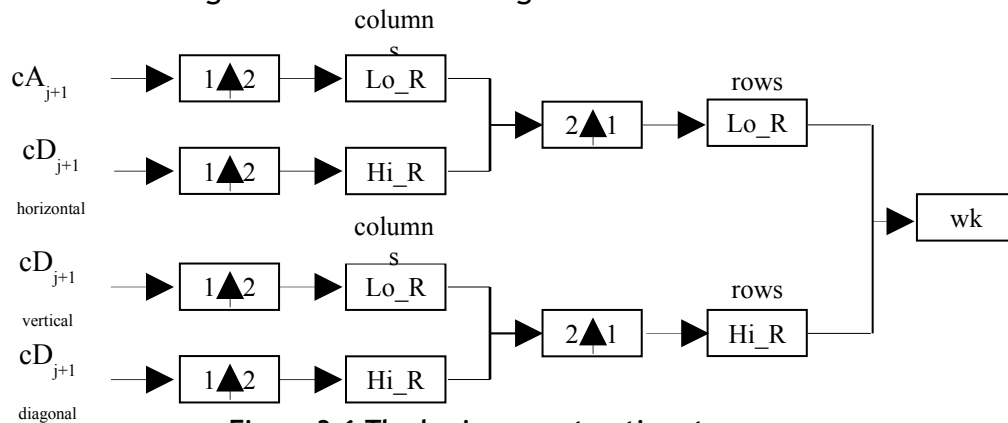 column
s
cA j+1
1 2
Lo_R
rows
2 1
Lo_R
cD j+1
horizontal
1 2
Hi_R
wk
column
s
cD j+1
vertical
1 2
Lo_R
rows
2 1
Hi_R
cD j+1
diagonal
1 2
Hi_R